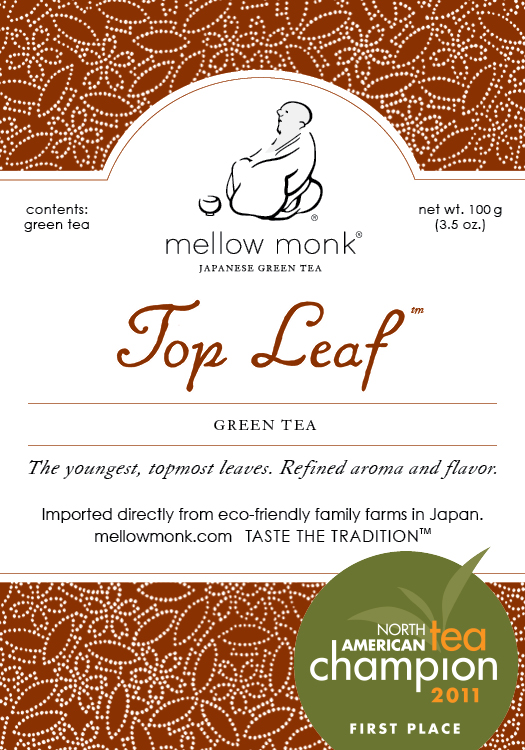 contents:
green tea
net wt. 100 g
(3.5 oz.)
®
mellow monk®
JAPANESE GREEN TEA
Top Leaf™
GREEN TEA
The youngest, topmost leaves. Refined aroma and flavor.
Imported directly from eco-friendly family farms in Japan.
mellowmonk.com TASTE THE TRADITION™
NORTH
AMERICAN tea
champion
2011
FIRST PLACE